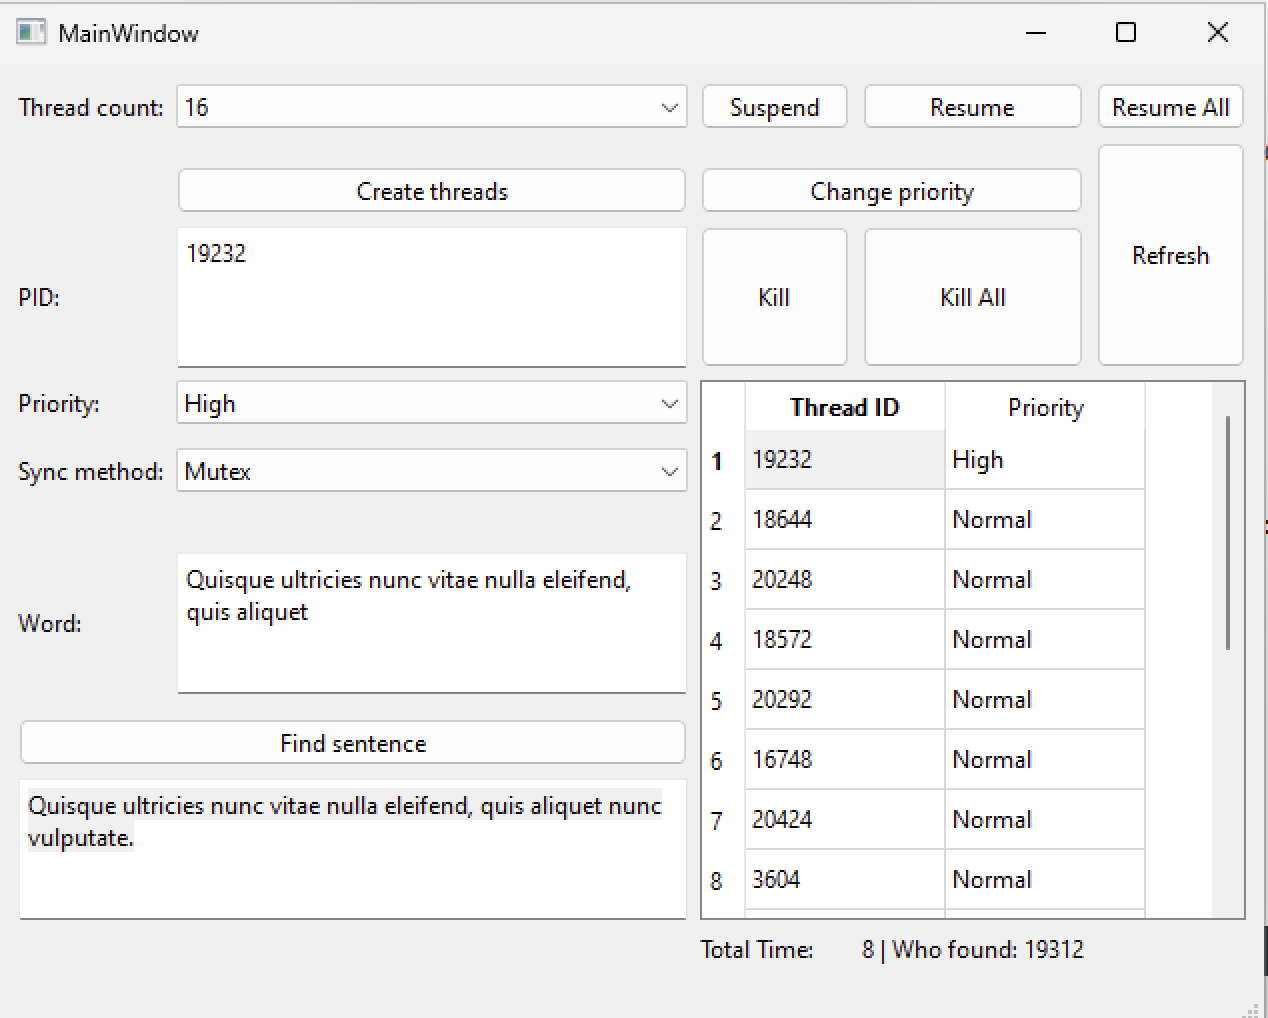 MainWindow
Thread count: 16 Suspend Resume Resume All
Create threads Change priority
PID: 19232 Kill Kill All Refresh
Priority: High
Sync method: Mutex
Word: Quisque ultricies nunc vitae nulla eleifend,
quis aliquet
Find sentence
Quisque ultricies nunc vitae nulla eleifend, quis aliquet nunc
vulputate.
Thread ID Priority
1 19232 High
2 18644 Normal
3 20248 Normal
4 18572 Normal
5 20292 Normal
6 16748 Normal
7 20424 Normal
8 3604 Normal
Total Time: 8 | Who found: 19312